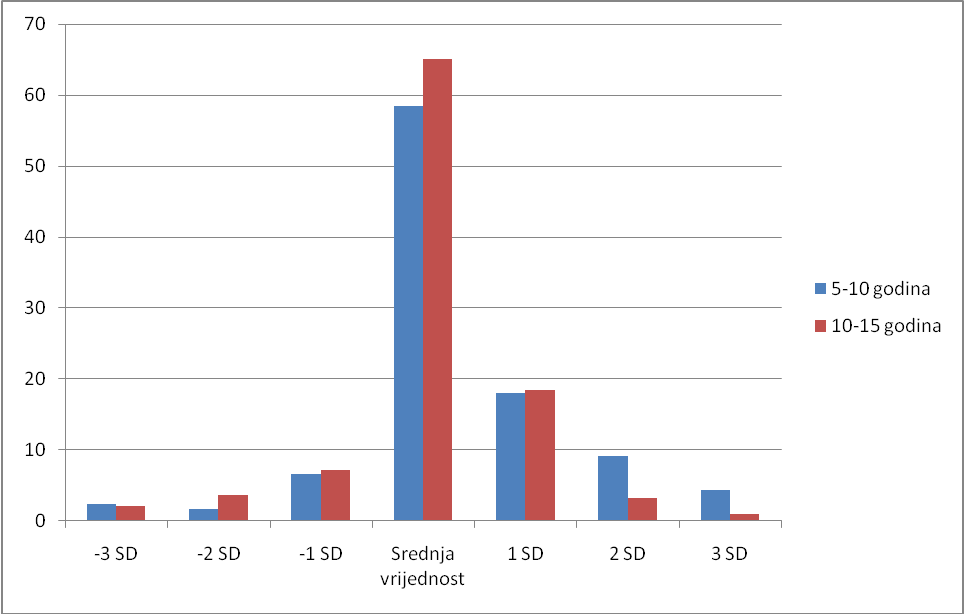 70
60
50
40
30
20
10
0
-3 SD
-2 SD
-1 SD
Srednja
vrijednost
1 SD
2 SD
3 SD
5-10 godina
10-15 godina